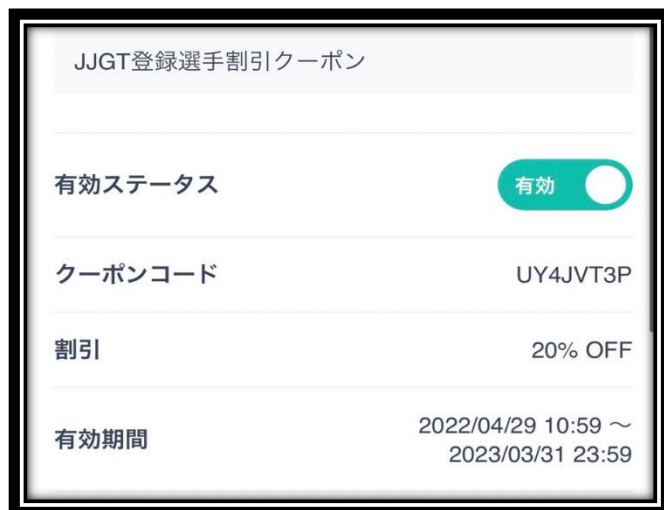 JJGT登録選手割引クーポン
有効ステータス
有効
クーポンコード
UY4JVT3P
割引
20% OFF
有効期間
2022/04/29 10:59 ～
2023/03/31 23:59